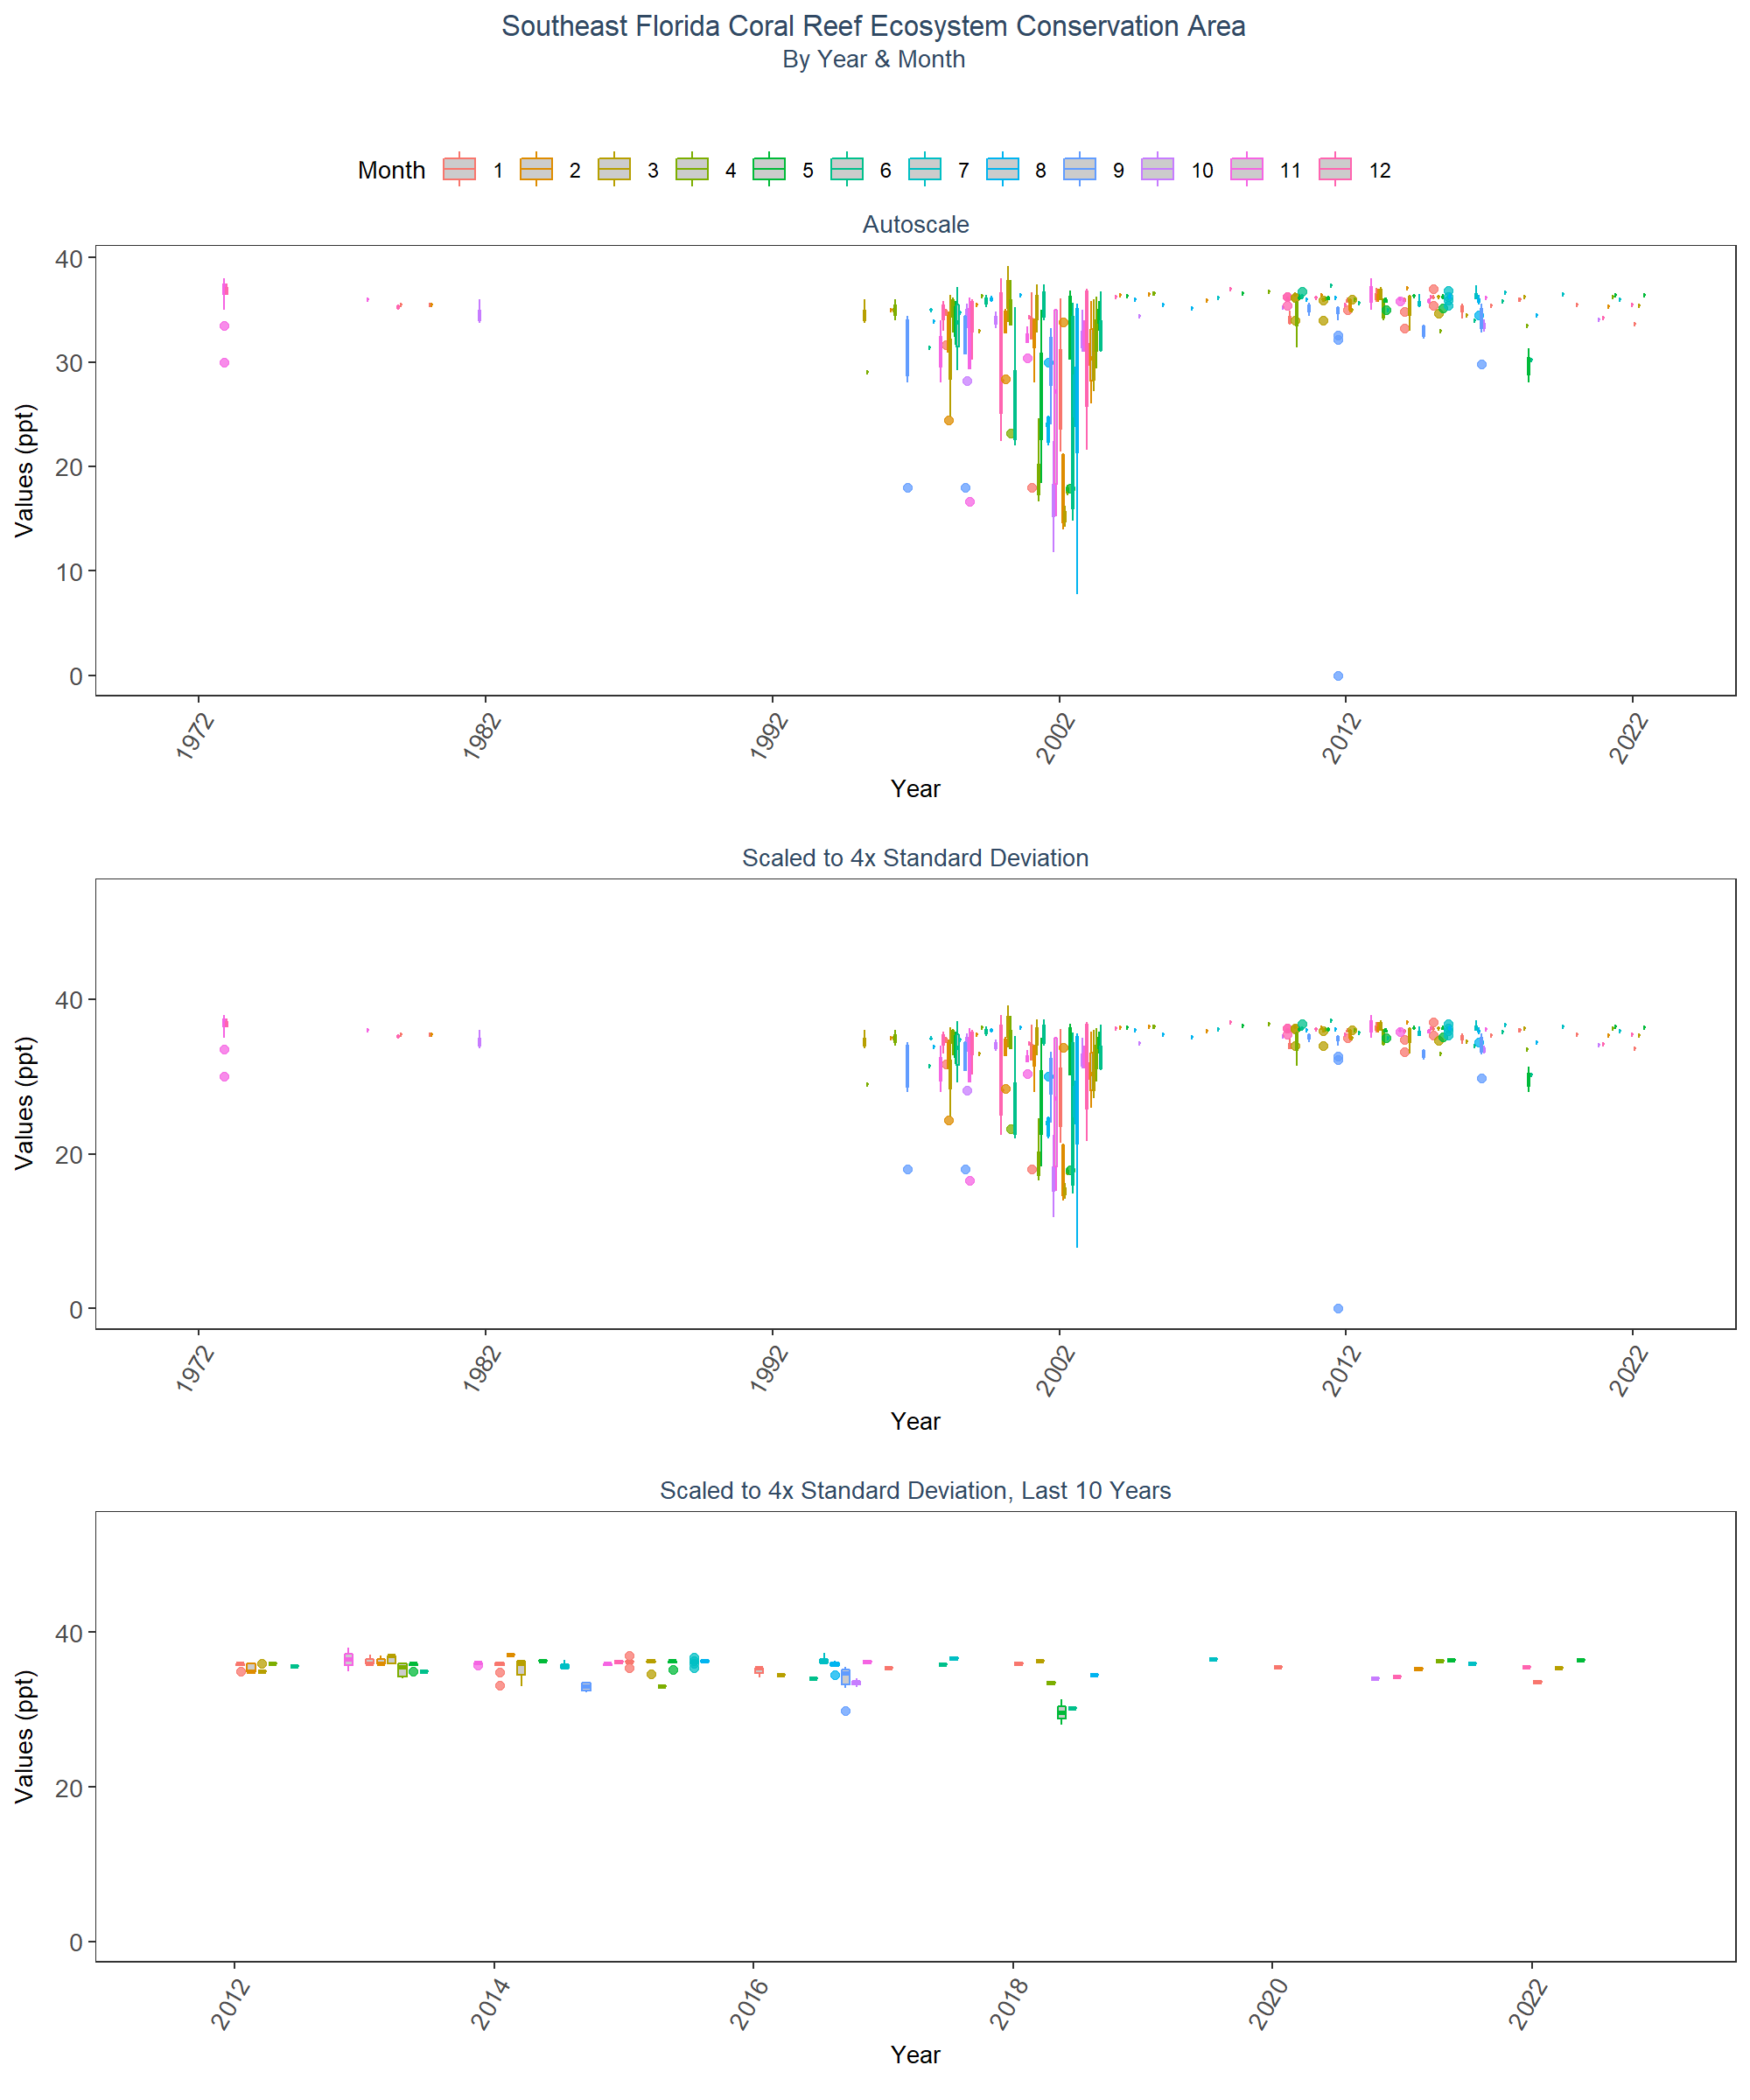 Southeast Florida Coral Reef Ecosystem Conservation Area
By Year & Month
Month 1 2 3 4 5 6 7 8 9 10 11 12
Autoscale
Values (ppt)
40
30
20
10
0
1972 1982 1992 2002 2012 2022
Year
Scaled to 4x Standard Deviation
Values (ppt)
40
20
0
1972 1982 1992 2002 2012 2022
Year
Scaled to 4x Standard Deviation, Last 10 Years
Values (ppt)
40
20
0
2012 2014 2016 2018 2020 2022
Year